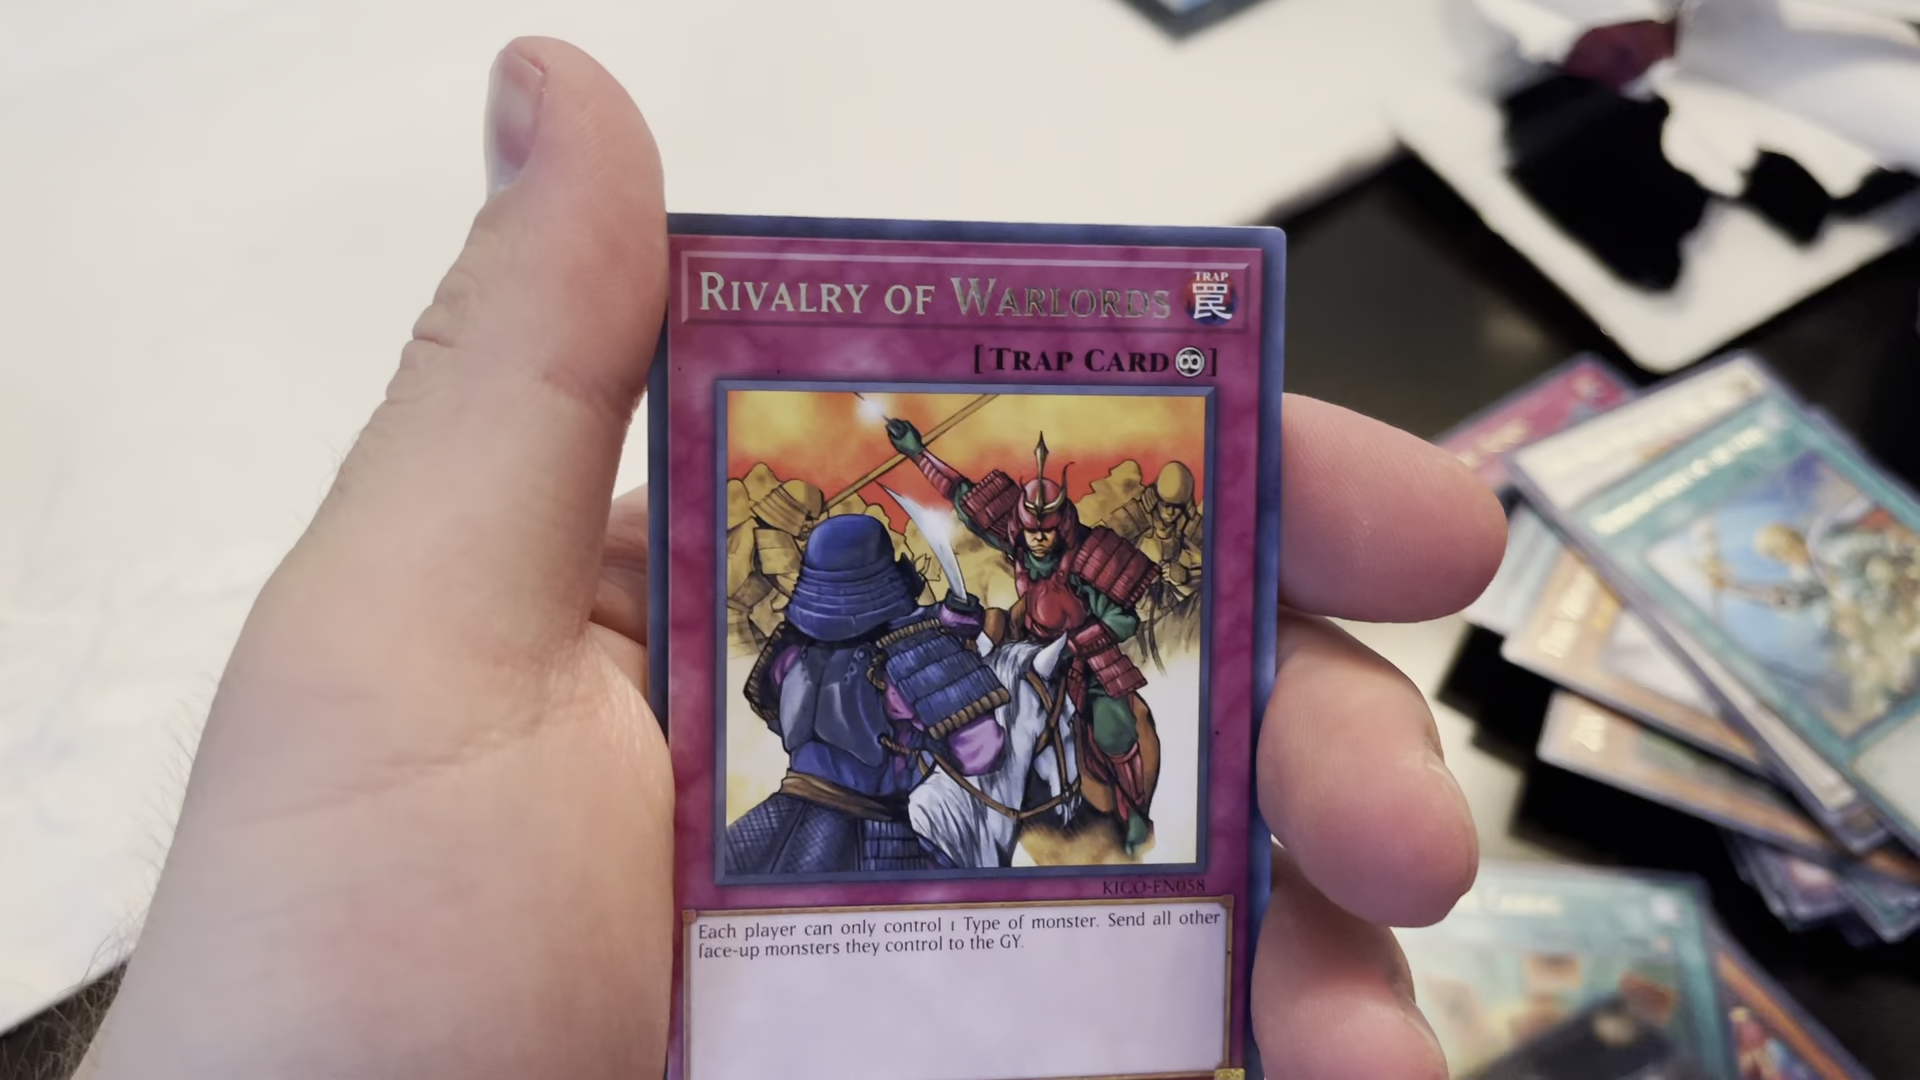 RIVALRY OF WARLORDS
TRAP
罠
[TRAP CARD ∞]
KICO-EN058
Each player can only control 1 Type of monster. Send all other
face-up monsters they control to the GY.